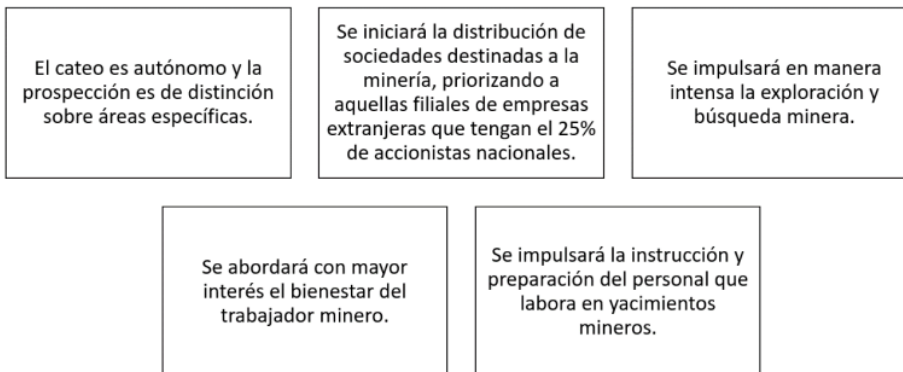 El cateo es autónomo y la
prospección es de distinción
sobre áreas específicas.
Se iniciará la distribución de
sociedades destinadas a la
minería, priorizando a
aquellas filiales de empresas
extranjeras que tengan el 25%
de accionistas nacionales.
Se impulsará en manera
intensa la exploración y
búsqueda minera.
Se abordará con mayor
interés el bienestar del
trabajador minero.
Se impulsará la instrucción y
preparación del personal que
labora en yacimientos
mineros.